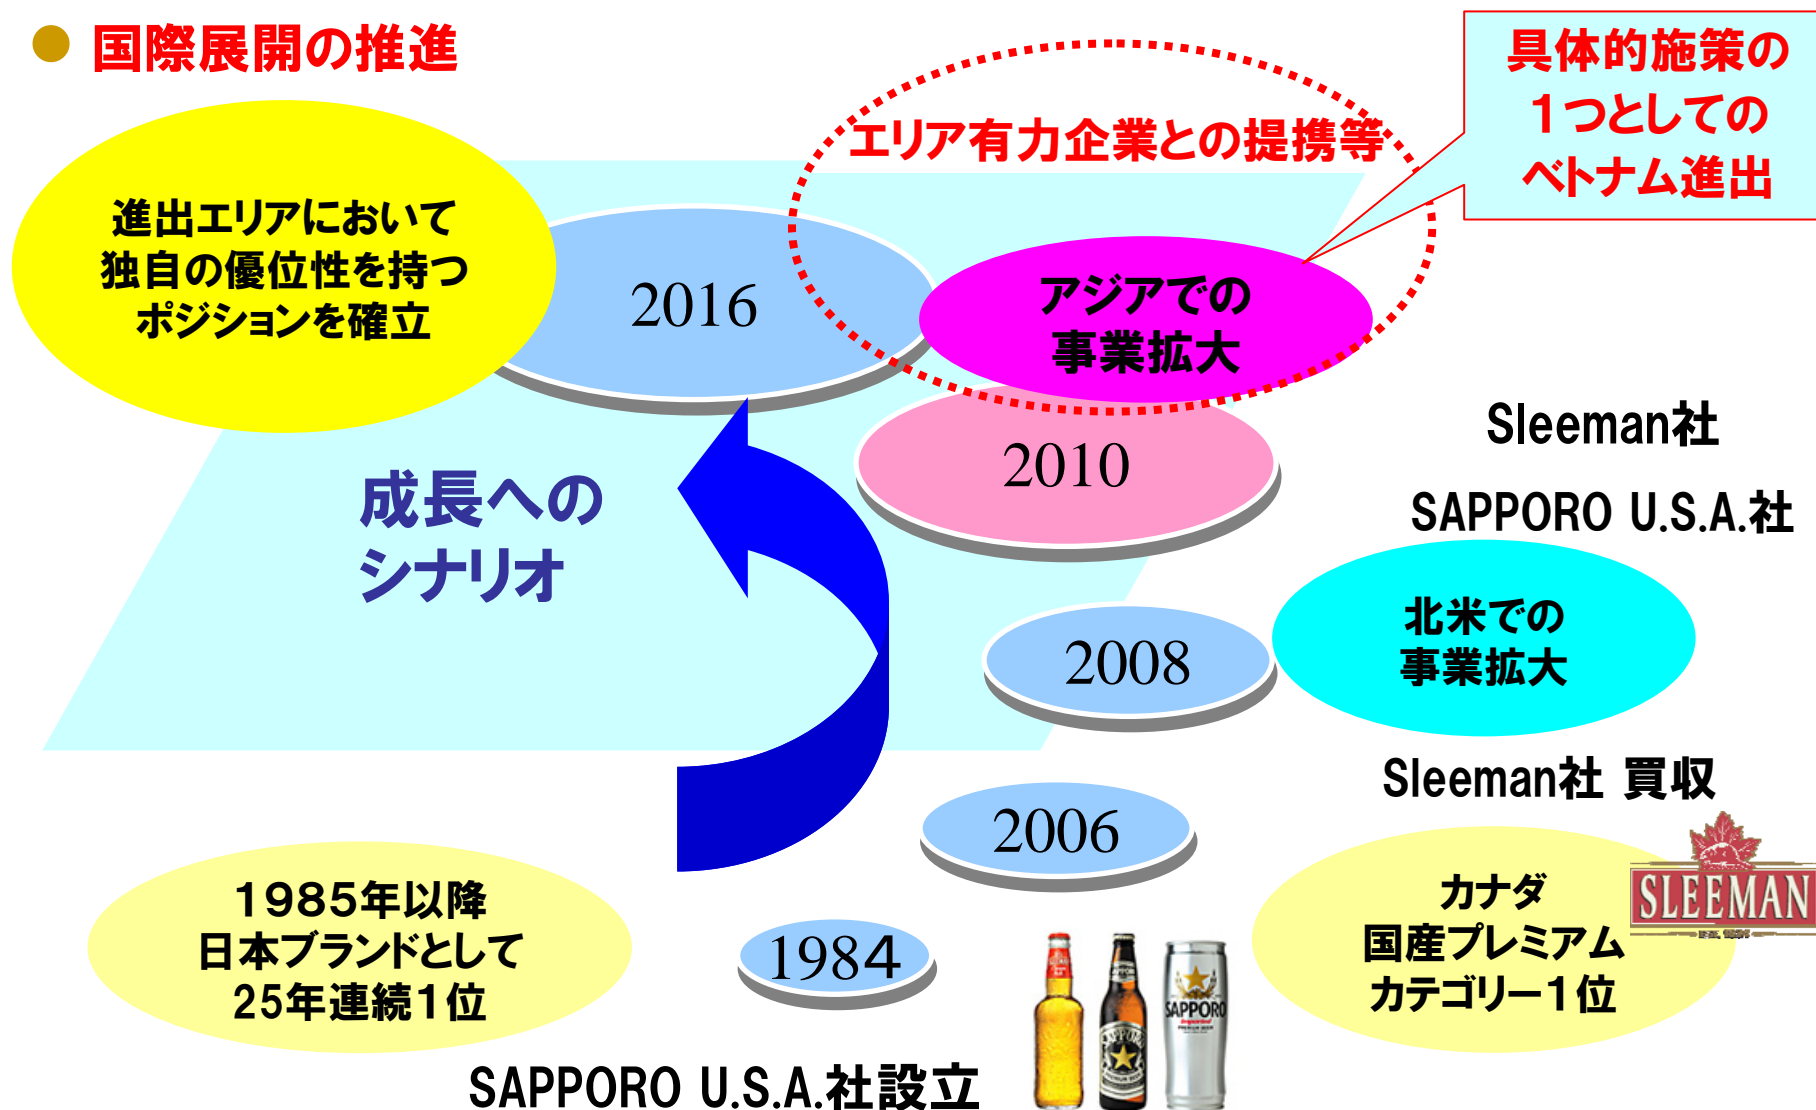 国際展開の推進
具体的施策の
1つとしての
ベトナム進出
エリア有力企業との提携等
進出エリアにおいて
独自の優位性を持つ
ポジションを確立
2016
アジアでの
事業拡大
2010
Sleeman社
SAPPORO U.S.A.社
成長への
シナリオ
2008
北米での
事業拡大
Sleeman社 買収
2006
カナダ
国産プレミアム
カテゴリー1位
SLEEMAN
1985年以降
日本ブランドとして
25年連続1位
1984
SAPPORO
SAPPORO U.S.A.社設立